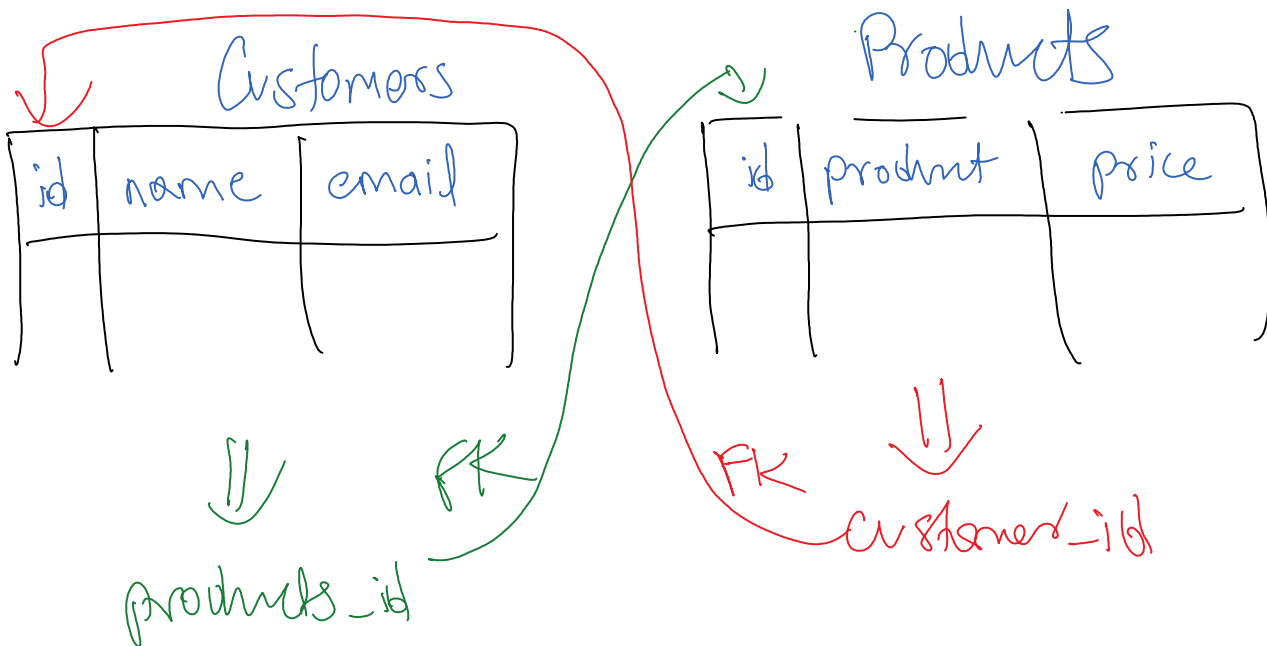 Customers
Products
id name email
id product price
FK
FK
customer_id
products_id